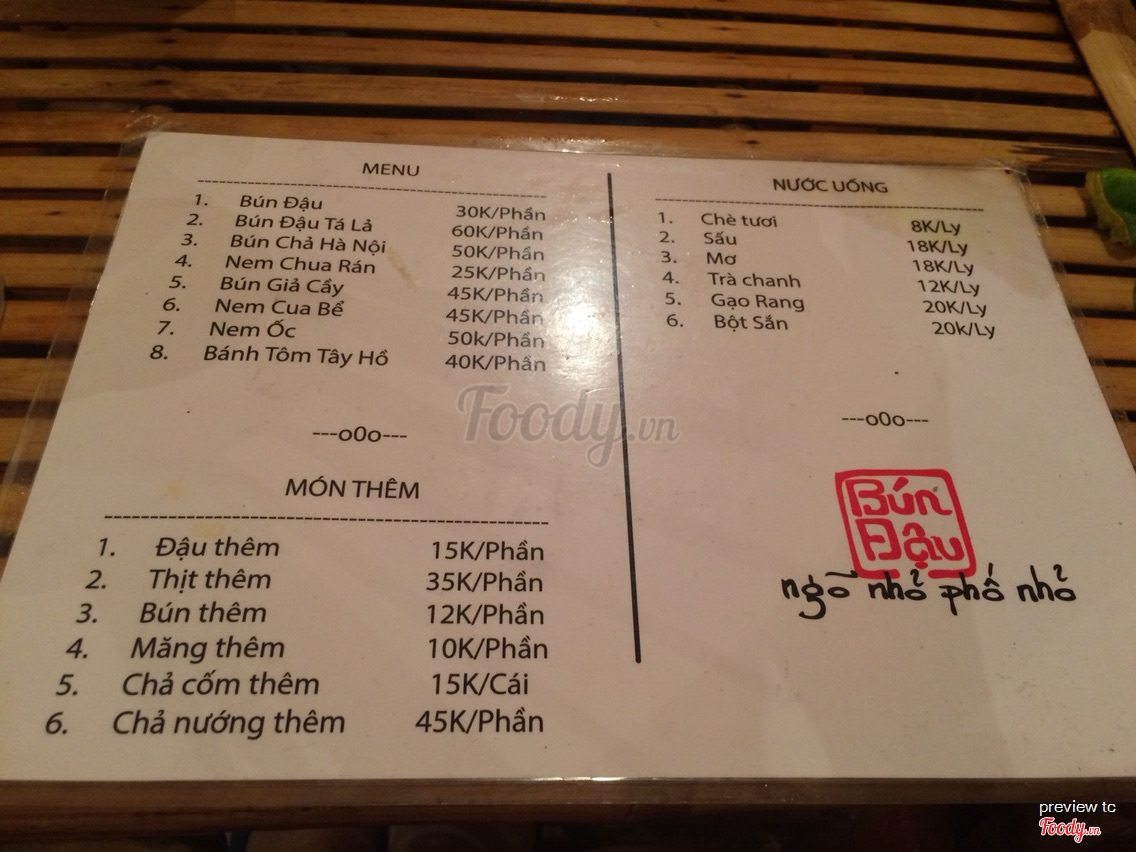 MENU
1. Bún Đậu 30K/Phần
2. Bún Đậu Tá Lả 60K/Phần
3. Bún Chả Hà Nội 50K/Phần
4. Nem Chua Rán 25K/Phần
5. Bún Giả Cầy 45K/Phần
6. Nem Cua Bể 45K/Phần
7. Nem Ốc 50k/Phần
8. Bánh Tôm Tây Hồ 40K/Phần
---o0o---
MÓN THÊM
1. Đậu thêm 15K/Phần
2. Thịt thêm 35K/Phần
3. Bún thêm 12K/Phần
4. Măng thêm 10K/Phần
5. Chả cốm thêm 15K/Cái
6. Chả nướng thêm 45K/Phần
NƯỚC UỐNG
1. Chè tươi 8K/Ly
2. Sấu 18K/Ly
3. Mơ 18K/Ly
4. Trà chanh 12K/Ly
5. Gạo Rang 20K/Ly
6. Bột Sắn 20k/Ly
---o0o---
Bún
Đậu
ngõ nhỏ phố nhỏ
Foody.vn
preview tc
Foody.vn